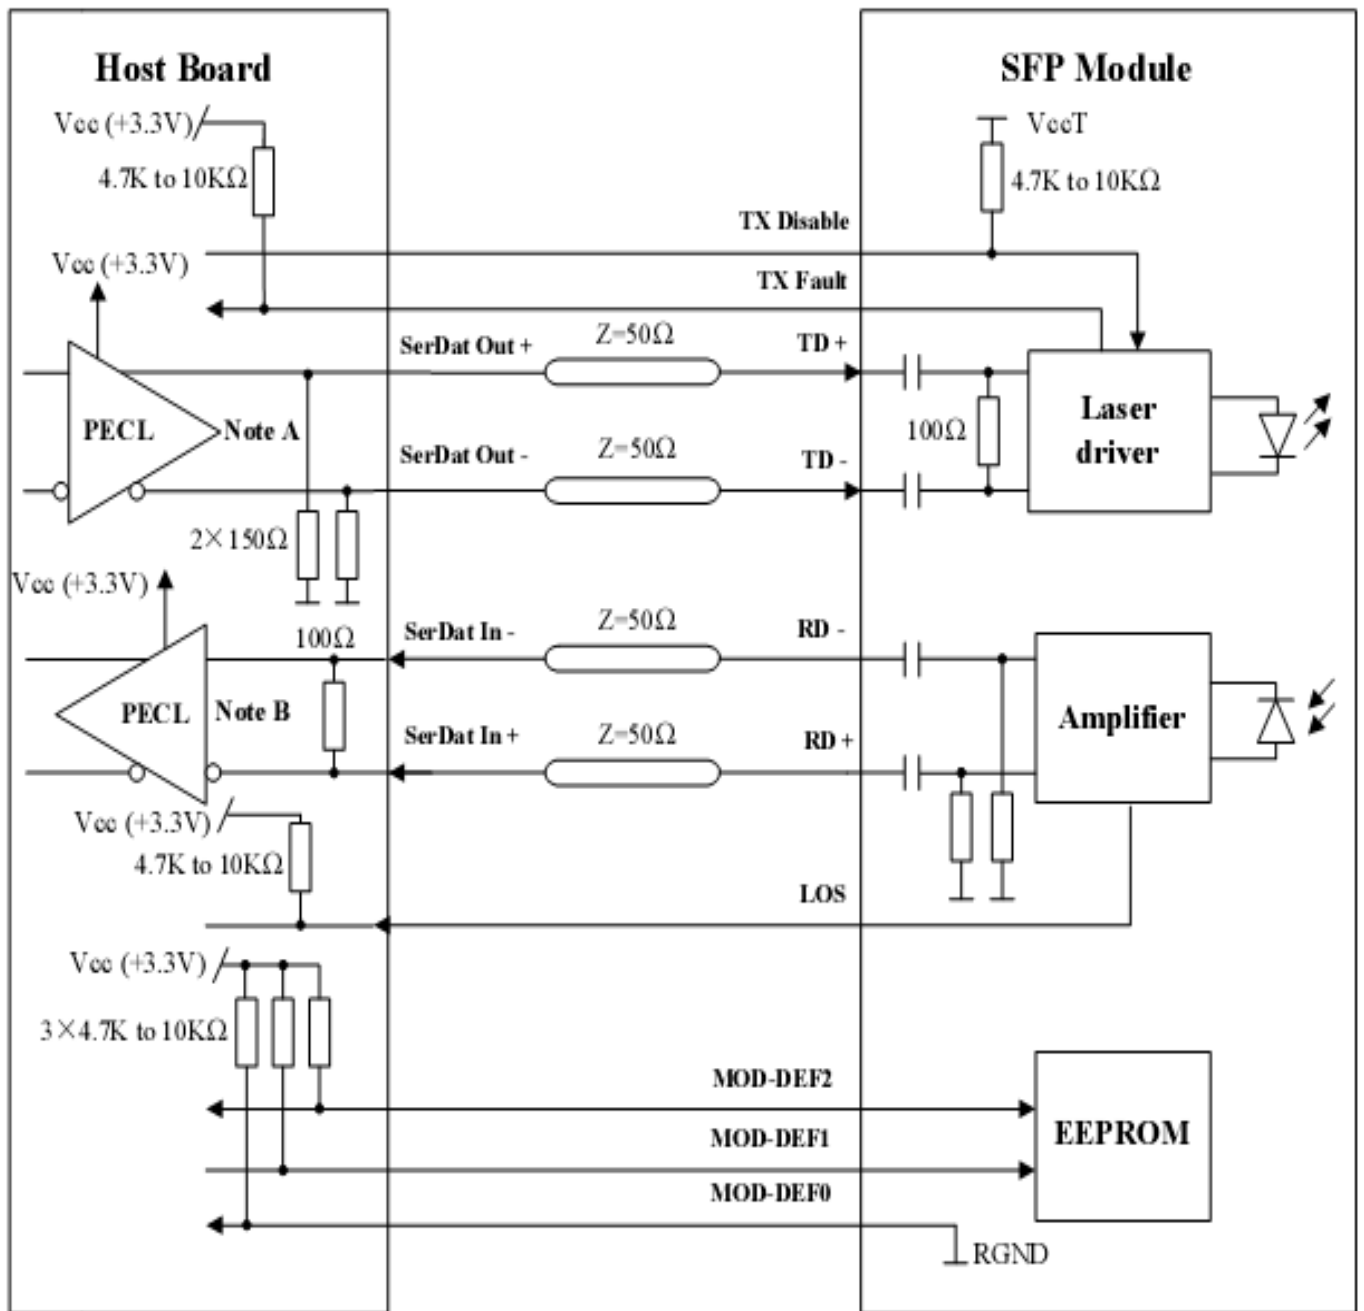 Host Board
SFP Module
Vcc (+3.3V)
VccT
4.7K to 10KΩ
4.7K to 10KΩ
TX Disable
Vcc (+3.3V)
TX Fault
SerDat Out +
Z=50Ω
TD +
PECL
Note A
100Ω
Laser
driver
SerDat Out -
Z=50Ω
TD -
2×150Ω
Vcc (+3.3V)
100Ω
SerDat In -
Z=50Ω
RD -
PECL
Note B
Amplifier
SerDat In +
Z=50Ω
RD +
Vcc (+3.3V)
4.7K to 10KΩ
LOS
Vcc (+3.3V)
3×4.7K to 10KΩ
MOD-DEF2
MOD-DEF1
EEPROM
MOD-DEF0
RGND